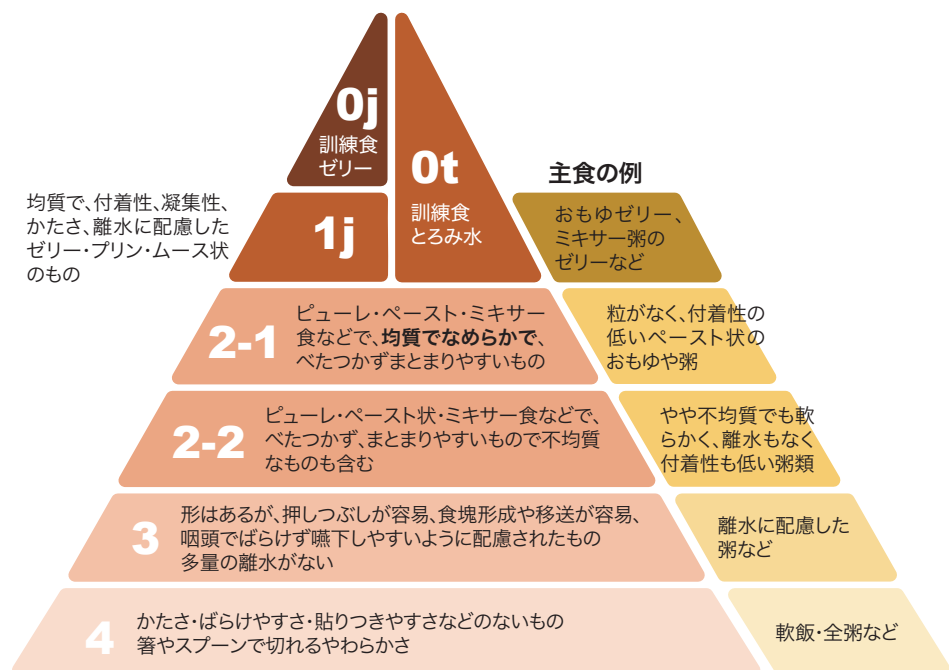 0j
訓練食
ゼリー
0t
訓練食
とろみ水
主食の例
均質で、付着性、凝集性、
かたさ、離水に配慮した
ゼリー・プリン・ムース状
のもの
1j
おもゆゼリー、
ミキサー粥の
ゼリーなど
2-1
ピューレ・ペースト・ミキサー
食などで、均質でなめらかで、
べたつかずまとまりやすいもの
粒がなく、付着性の
低いペースト状の
おもゆや粥
2-2
ピューレ・ペースト状・ミキサー食などで、
べたつかず、まとまりやすいもので不均質
なものも含む
やや不均質でも軟
らかく、離水もなく
付着性も低い粥類
3
形はあるが、押しつぶしが容易、食塊形成や移送が容易、
咽頭でばらけず嚥下しやすいように配慮されたもの
多量の離水がない
離水に配慮した
粥など
4
かたさ・ばらけやすさ・貼りつきやすさなどのないもの
箸やスプーンで切れるやわらかさ
軟飯・全粥など